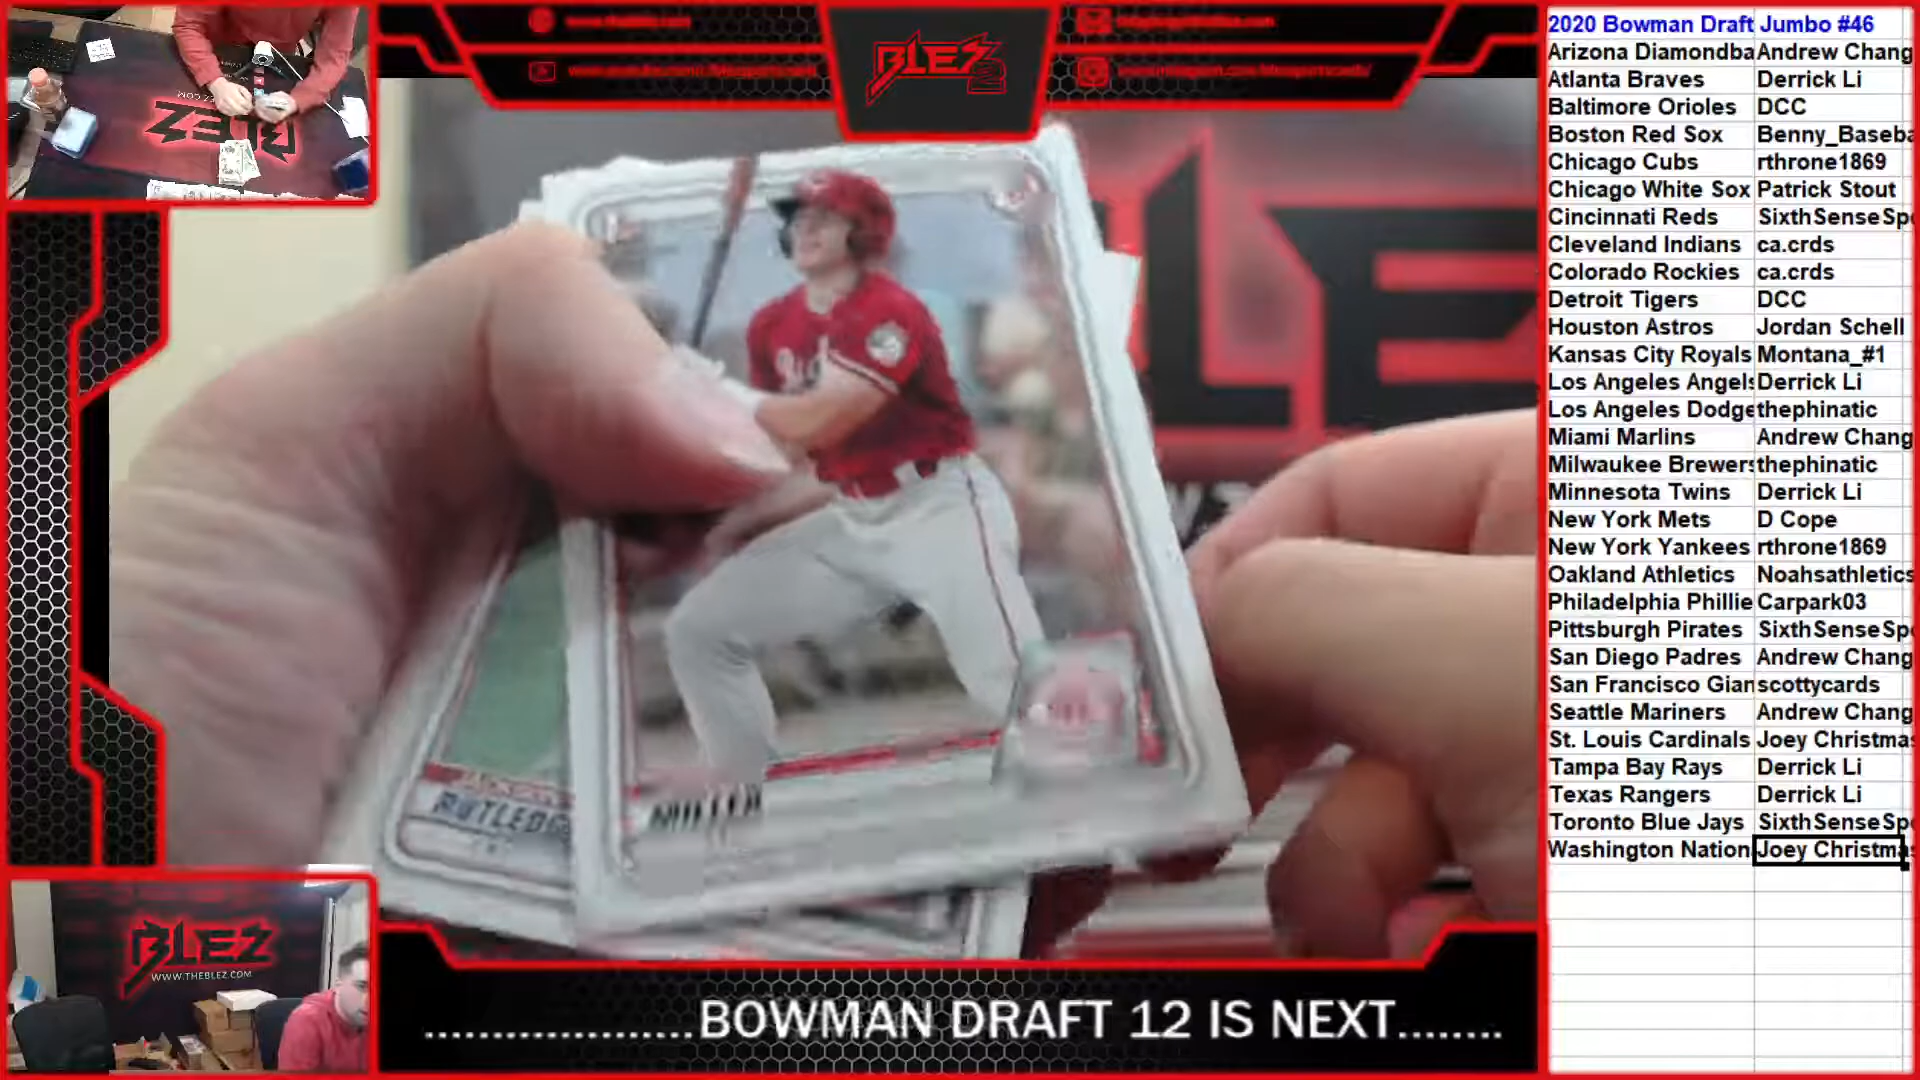 BLEZ
BLEZ
BLEZ
WWW.THEBLEZ.COM
MILLER
RUTLEDGE
....................BOWMAN DRAFT 12 IS NEXT........
2020 Bowman Draft Jumbo #46
Arizona Diamondba Andrew Chang
Atlanta Braves Derrick Li
Baltimore Orioles DCC
Boston Red Sox Benny_Baseba
Chicago Cubs rthrone1869
Chicago White Sox Patrick Stout
Cincinnati Reds SixthSenseSp
Cleveland Indians ca.crds
Colorado Rockies ca.crds
Detroit Tigers DCC
Houston Astros Jordan Schell
Kansas City Royals Montana_#1
Los Angeles Angels Derrick Li
Los Angeles Dodge thephinatic
Miami Marlins Andrew Chang
Milwaukee Brewers thephinatic
Minnesota Twins Derrick Li
New York Mets D Cope
New York Yankees rthrone1869
Oakland Athletics Noahsathletics
Philadelphia Phillie Carpark03
Pittsburgh Pirates SixthSenseSp
San Diego Padres Andrew Chang
San Francisco Gian scottycards
Seattle Mariners Andrew Chang
St. Louis Cardinals Joey Christmas
Tampa Bay Rays Derrick Li
Texas Rangers Derrick Li
Toronto Blue Jays SixthSenseSp
Washington Nation Joey Christmas